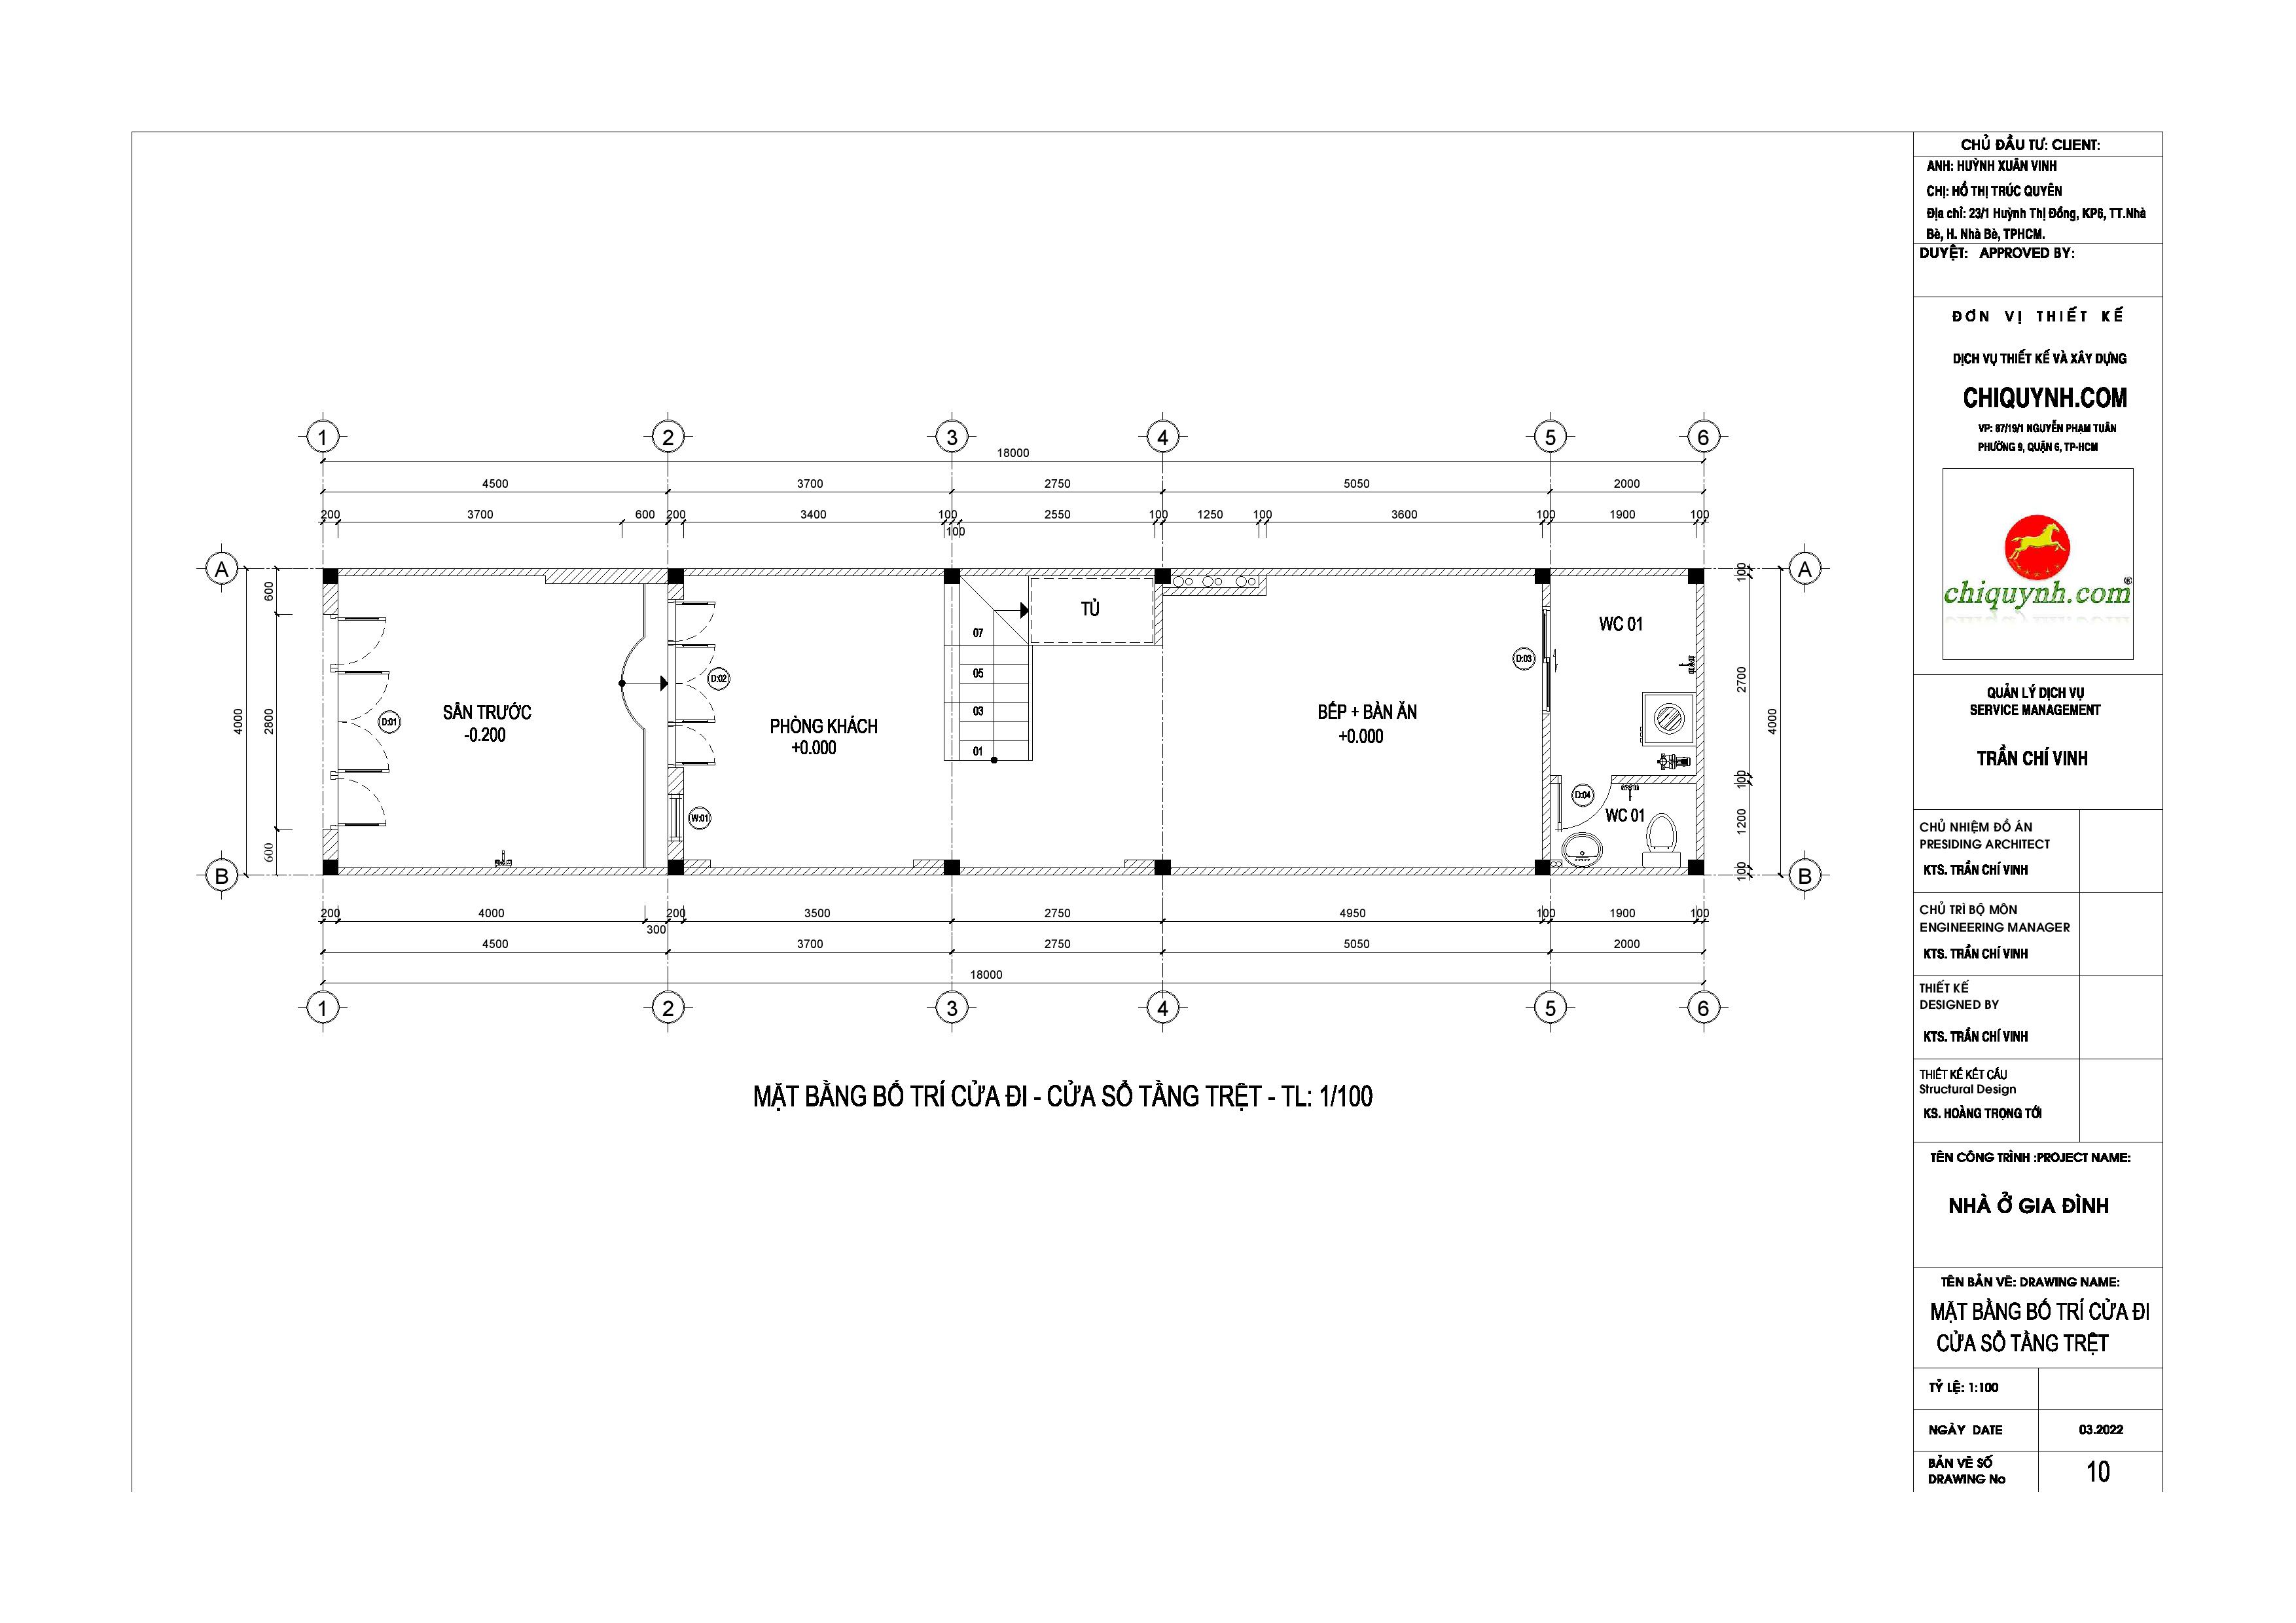 CHỦ ĐẦU TƯ: CLIENT:
ANH: HUỲNH XUÂN VINH
CHỊ: HỒ THỊ TRÚC QUYÊN
Địa chỉ: 23/1 Huỳnh Thị Đồng, KP6, TT.Nhà
Bè, H. Nhà Bè, TPHCM.
DUYỆT: APPROVED BY:
ĐƠN VỊ THIẾT KẾ
DỊCH VỤ THIẾT KẾ VÀ XÂY DỰNG
CHIQUYNH.COM
VP: 87/19/1 NGUYỄN PHẠM TUÂN
PHƯỜNG 9, QUẬN 6, TP-HCM
chiquynh.com®
QUẢN LÝ DỊCH VỤ
SERVICE MANAGEMENT
TRẦN CHÍ VINH
CHỦ NHIỆM ĐỒ ÁN
PRESIDING ARCHITECT
KTS. TRẦN CHÍ VINH
CHỦ TRÌ BỘ MÔN
ENGINEERING MANAGER
KTS. TRẦN CHÍ VINH
THIẾT KẾ
DESIGNED BY
KTS. TRẦN CHÍ VINH
THIẾT KẾ KẾT CẤU
Structural Design
KS. HOÀNG TRỌNG TỚI
TÊN CÔNG TRÌNH :PROJECT NAME:
NHÀ Ở GIA ĐÌNH
TÊN BẢN VẼ: DRAWING NAME:
MẶT BẰNG BỐ TRÍ CỬA ĐI
CỬA SỔ TẦNG TRỆT
TỶ LỆ: 1:100
NGÀY DATE 03.2022
BẢN VẼ SỐ
DRAWING No 10
1 2 3 4 5 6
18000
4500 3700 2750 5050 2000
200 3700 600 200 3400 100 2550 100 1250 100 3600 100 1900 100
100
A A
600
2800
600
4000
B B
100
2700
100
1200
100
4000
SÂN TRƯỚC
-0.200
D:01
D:02
W:01
PHÒNG KHÁCH
+0.000
07
05
03
01
TỦ
BẾP + BÀN ĂN
+0.000
D:03
WC 01
D:04
WC 01
200 4000 200 3500 2750 4950 100 1900 100
300
4500 3700 2750 5050 2000
18000
1 2 3 4 5 6
MẶT BẰNG BỐ TRÍ CỬA ĐI - CỬA SỔ TẦNG TRỆT - TL: 1/100